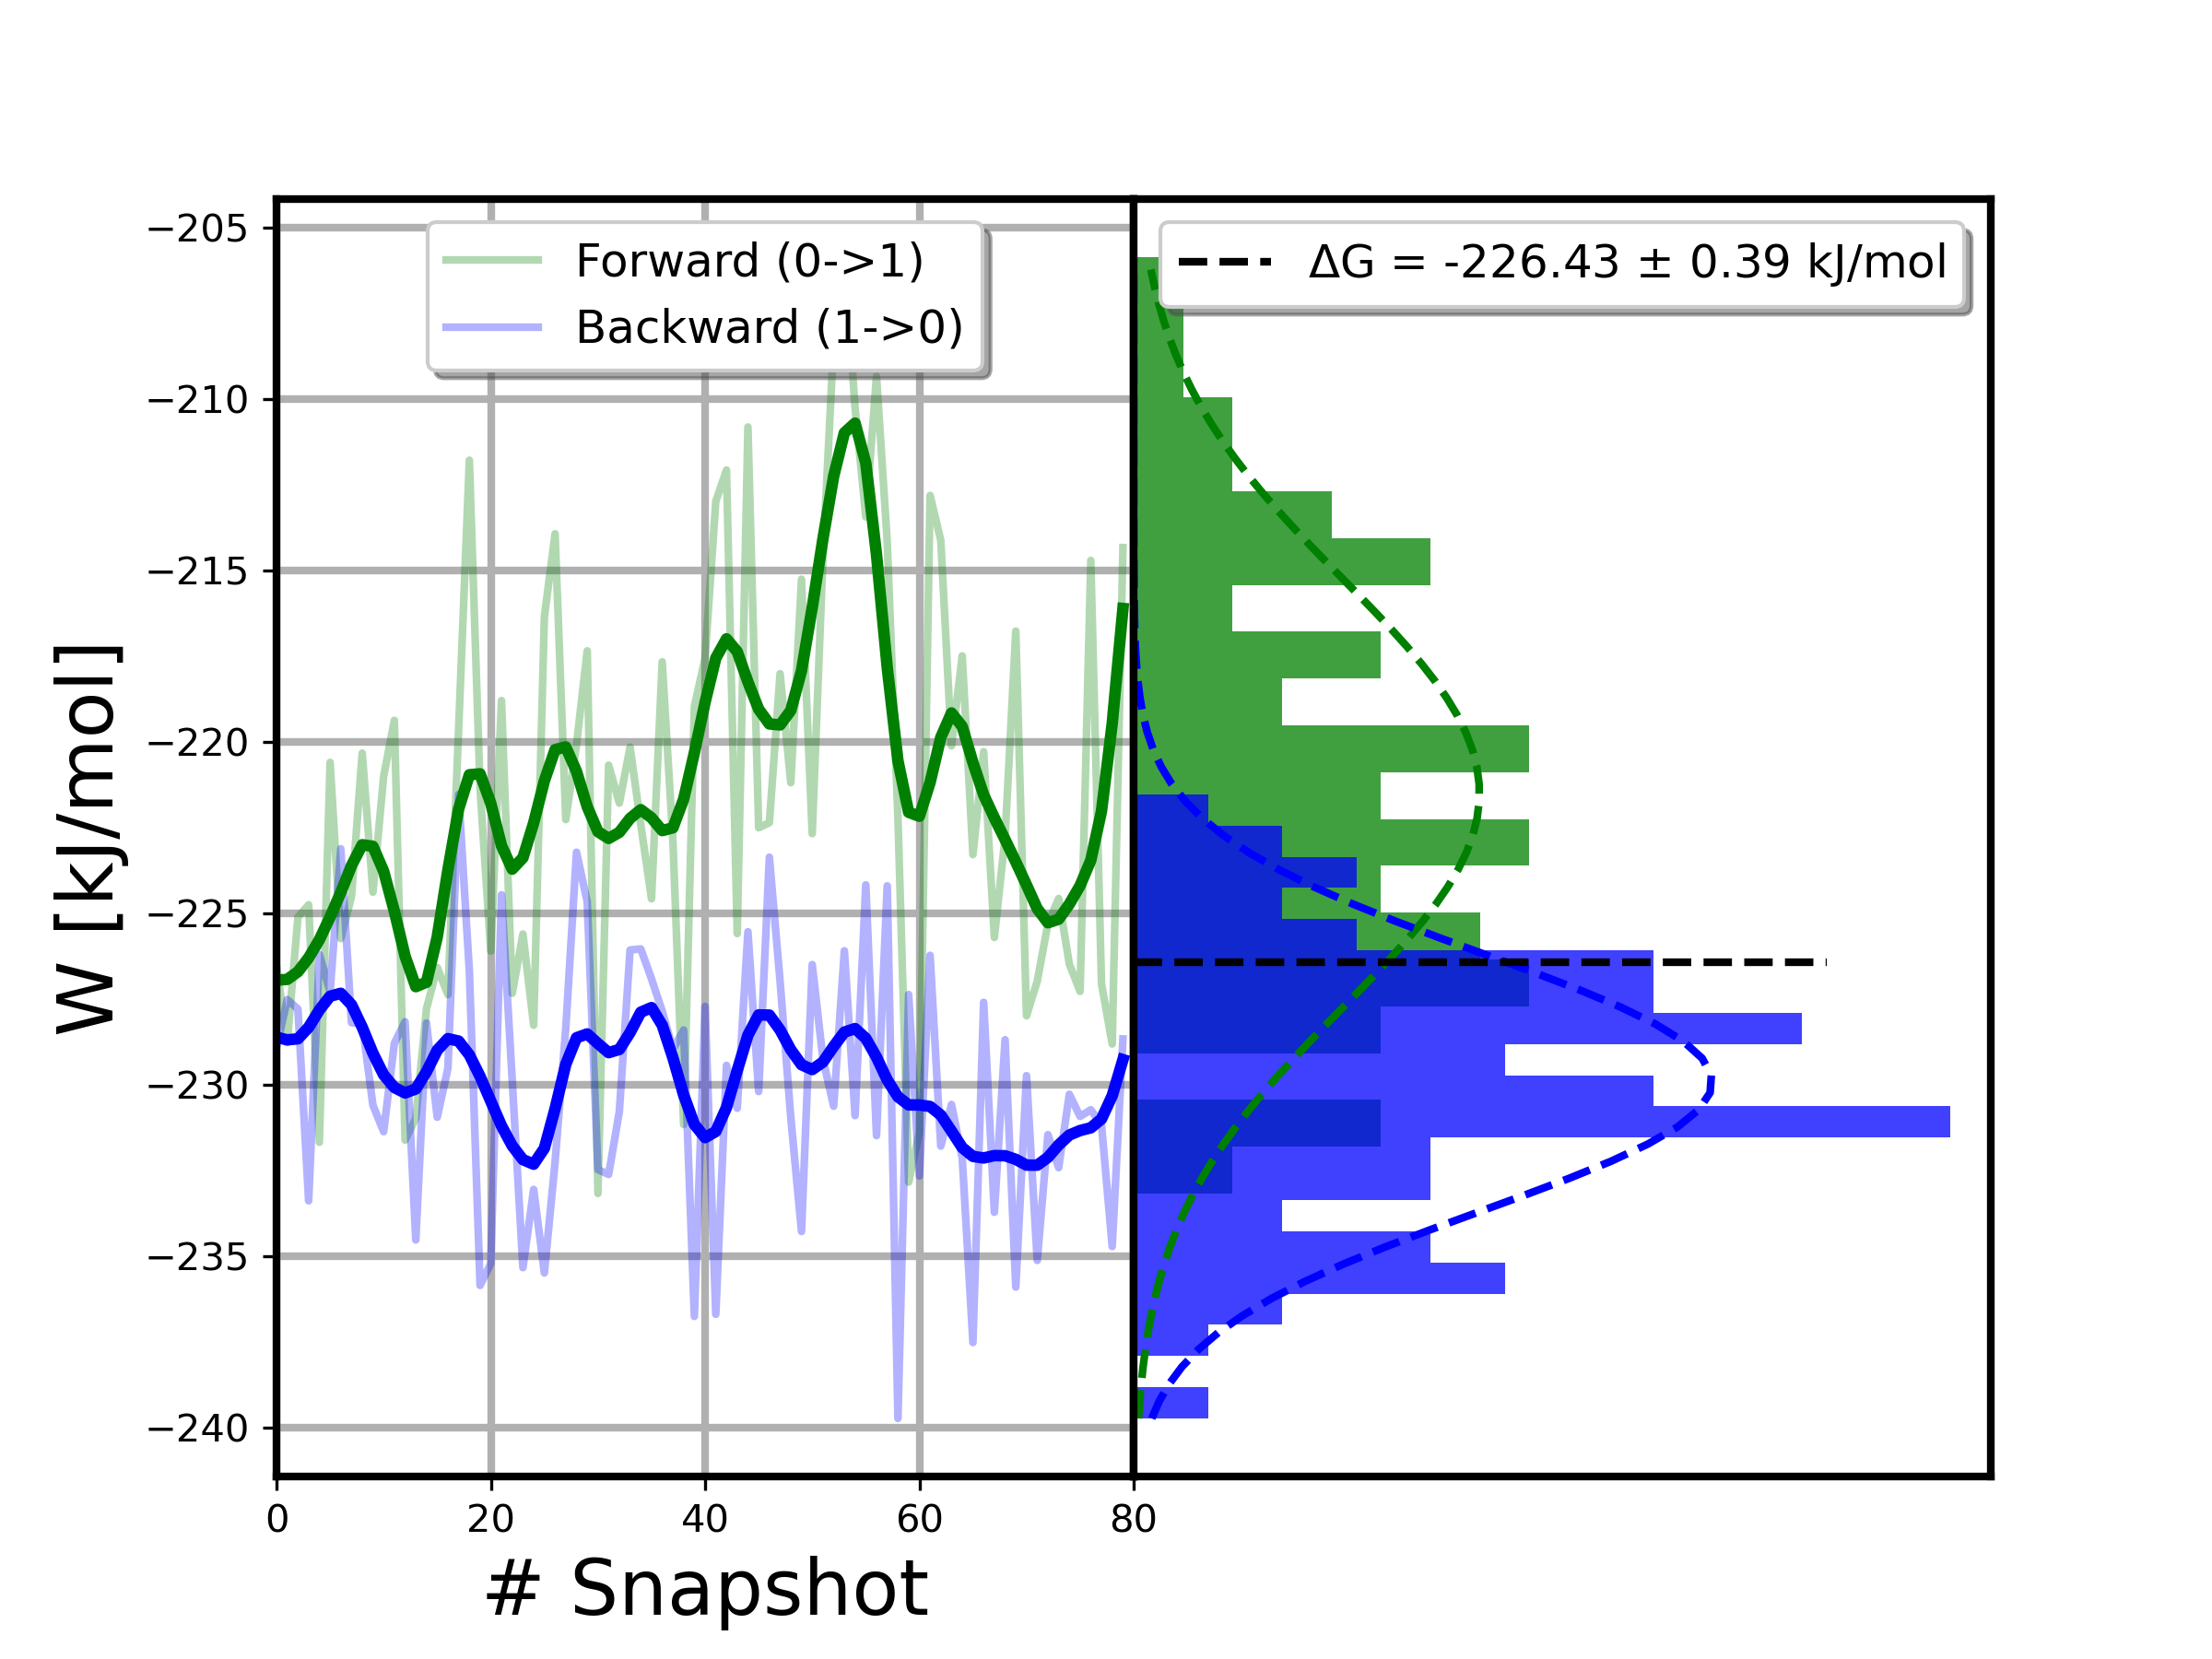 Forward (0->1)
Backward (1->0)
ΔG = -226.43 ± 0.39 kJ/mol
W [kJ/mol]
−205
−210
−215
−220
−225
−230
−235
−240
0 20 40 60 80
# Snapshot